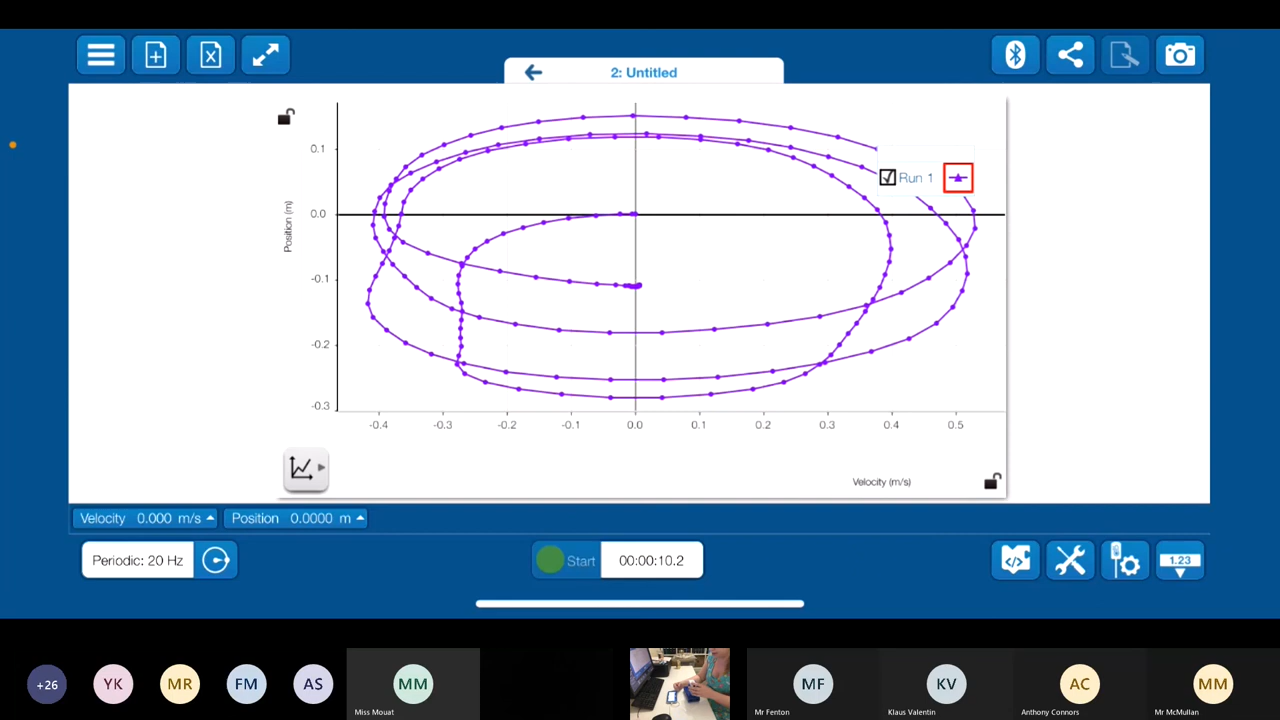 2: Untitled
Run 1
0.1
0.0
-0.1
-0.2
-0.3
Position (m)
-0.4 -0.3 -0.2 -0.1 0.0 0.1 0.2 0.3 0.4 0.5
Velocity (m/s)
Velocity 0.000 m/s Position 0.0000 m
Periodic: 20 Hz
Start 00:00:10.2
1.23
+26 YK MR FM AS MM MF KV AC MM
Miss Mouat Mr Fenton Klaus Valentin Anthony Connors Mr McMullan